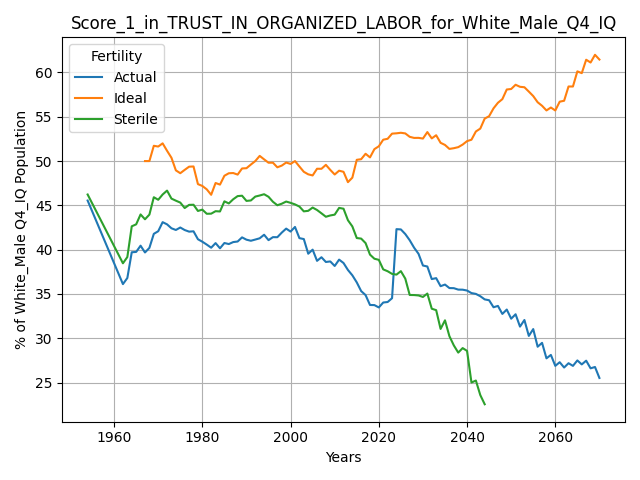 Score_1_in_TRUST_IN_ORGANIZED_LABOR_for_White_Male_Q4_IQ
Fertility
Actual
Ideal
Sterile
% of White_Male Q4_IQ Population
60
55
50
45
40
35
30
25
1960
1980
2000
2020
2040
2060
Years